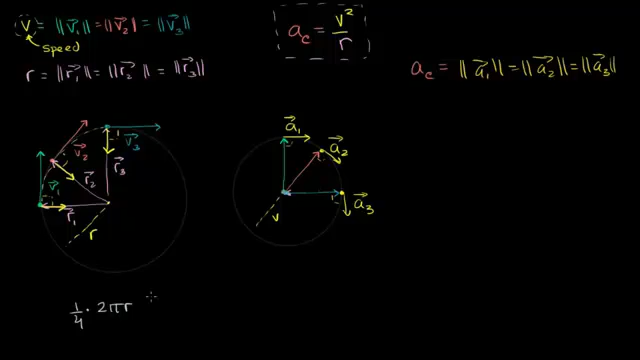 v = ||v⃗₁|| = ||v⃗₂|| = ||v⃗₃||
speed
r = ||r⃗₁|| = ||r⃗₂|| = ||r⃗₃||
a_c = v²/r
a_c = ||a⃗₁|| = ||a⃗₂|| = ||a⃗₃||
v⃗₁
v⃗₂
v⃗₃
r⃗₁
r⃗₂
r⃗₃
r
a⃗₁
a⃗₂
a⃗₃
v
1/4 · 2πr